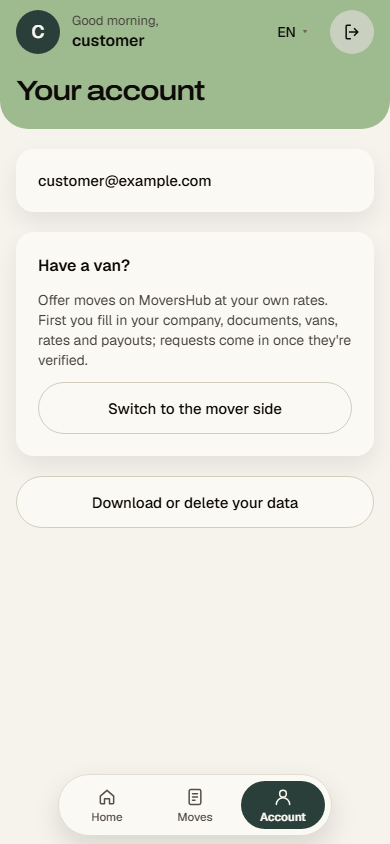 C
Good morning,
customer
EN
Your account
customer@example.com
Have a van?
Offer moves on MoversHub at your own rates.
First you fill in your company, documents, vans,
rates and payouts; requests come in once they're
verified.
Switch to the mover side
Download or delete your data
Home
Moves
Account